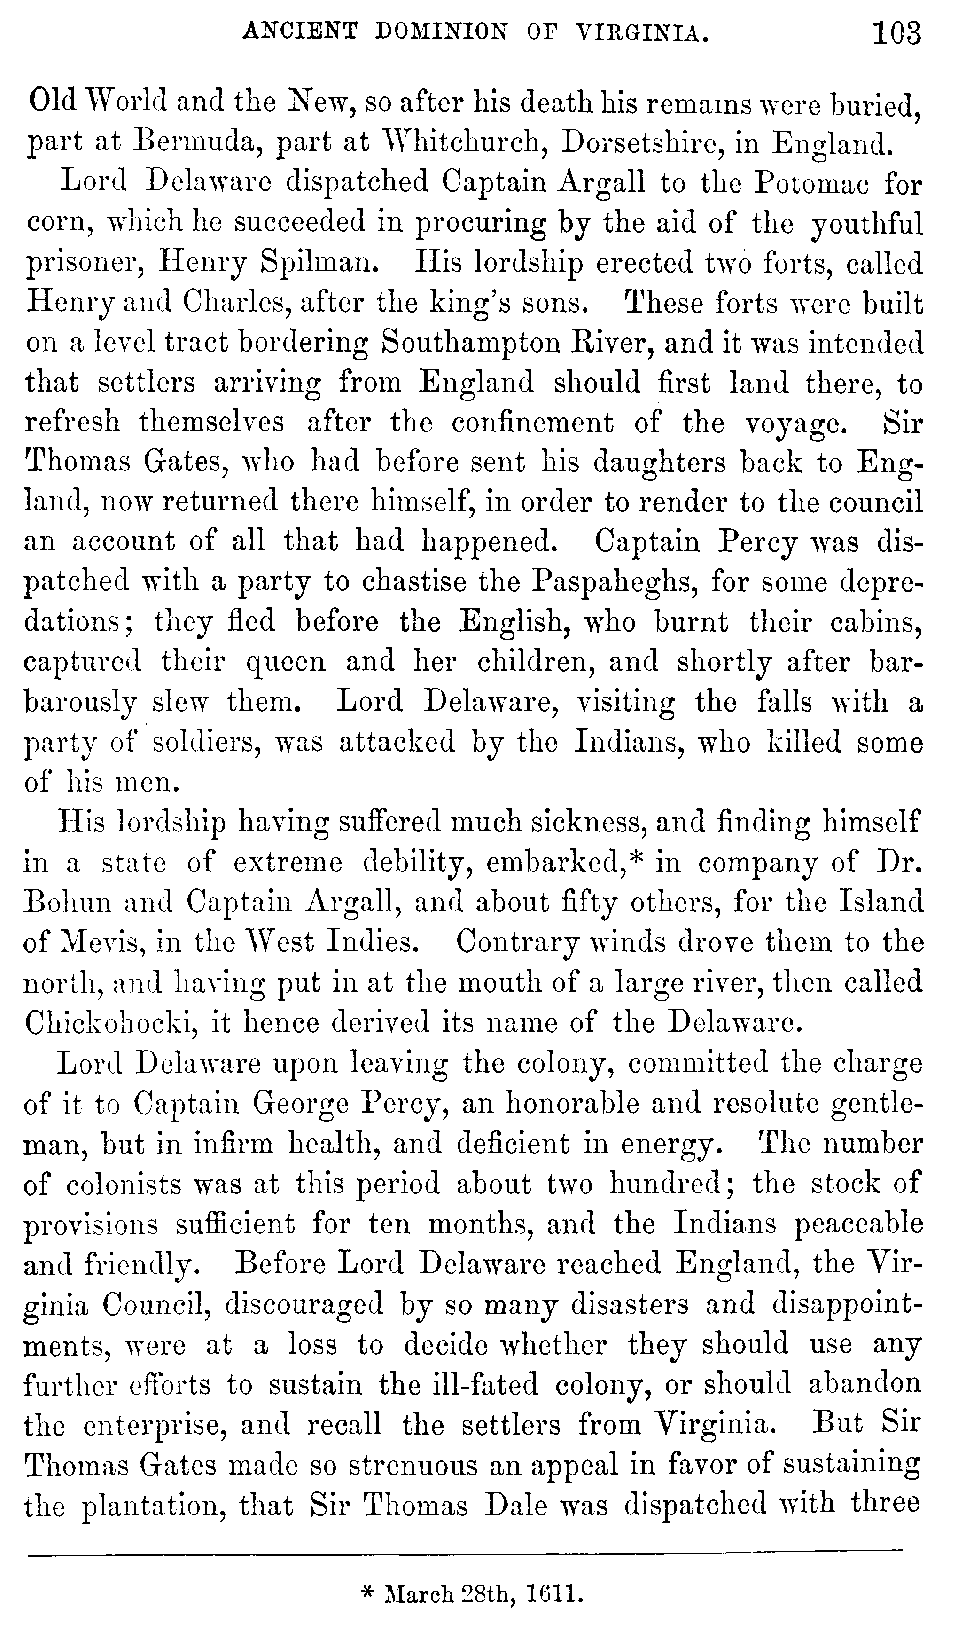 ANCIENT DOMINION OF VIRGINIA. 103
Old World and the New, so after his death his remains were buried,
part at Bermuda, part at Whitchurch, Dorsetshire, in England.
Lord Delaware dispatched Captain Argall to the Potomac for
corn, which he succeeded in procuring by the aid of the youthful
prisoner, Henry Spilman. His lordship erected two forts, called
Henry and Charles, after the king's sons. These forts were built
on a level tract bordering Southampton River, and it was intended
that settlers arriving from England should first land there, to
refresh themselves after the confinement of the voyage. Sir
Thomas Gates, who had before sent his daughters back to Eng-
land, now returned there himself, in order to render to the council
an account of all that had happened. Captain Percy was dis-
patched with a party to chastise the Paspaheghs, for some depre-
dations; they fled before the English, who burnt their cabins,
captured their queen and her children, and shortly after bar-
barously slew them. Lord Delaware, visiting the falls with a
party of soldiers, was attacked by the Indians, who killed some
of his men.
His lordship having suffered much sickness, and finding himself
in a state of extreme debility, embarked,* in company of Dr.
Bohun and Captain Argall, and about fifty others, for the Island
of Mevis, in the West Indies. Contrary winds drove them to the
north, and having put in at the mouth of a large river, then called
Chickohocki, it hence derived its name of the Delaware.
Lord Delaware upon leaving the colony, committed the charge
of it to Captain George Percy, an honorable and resolute gentle-
man, but in infirm health, and deficient in energy. The number
of colonists was at this period about two hundred; the stock of
provisions sufficient for ten months, and the Indians peaceable
and friendly. Before Lord Delaware reached England, the Vir-
ginia Council, discouraged by so many disasters and disappoint-
ments, were at a loss to decide whether they should use any
further efforts to sustain the ill-fated colony, or should abandon
the enterprise, and recall the settlers from Virginia. But Sir
Thomas Gates made so strenuous an appeal in favor of sustaining
the plantation, that Sir Thomas Dale was dispatched with three
* March 28th, 1611.